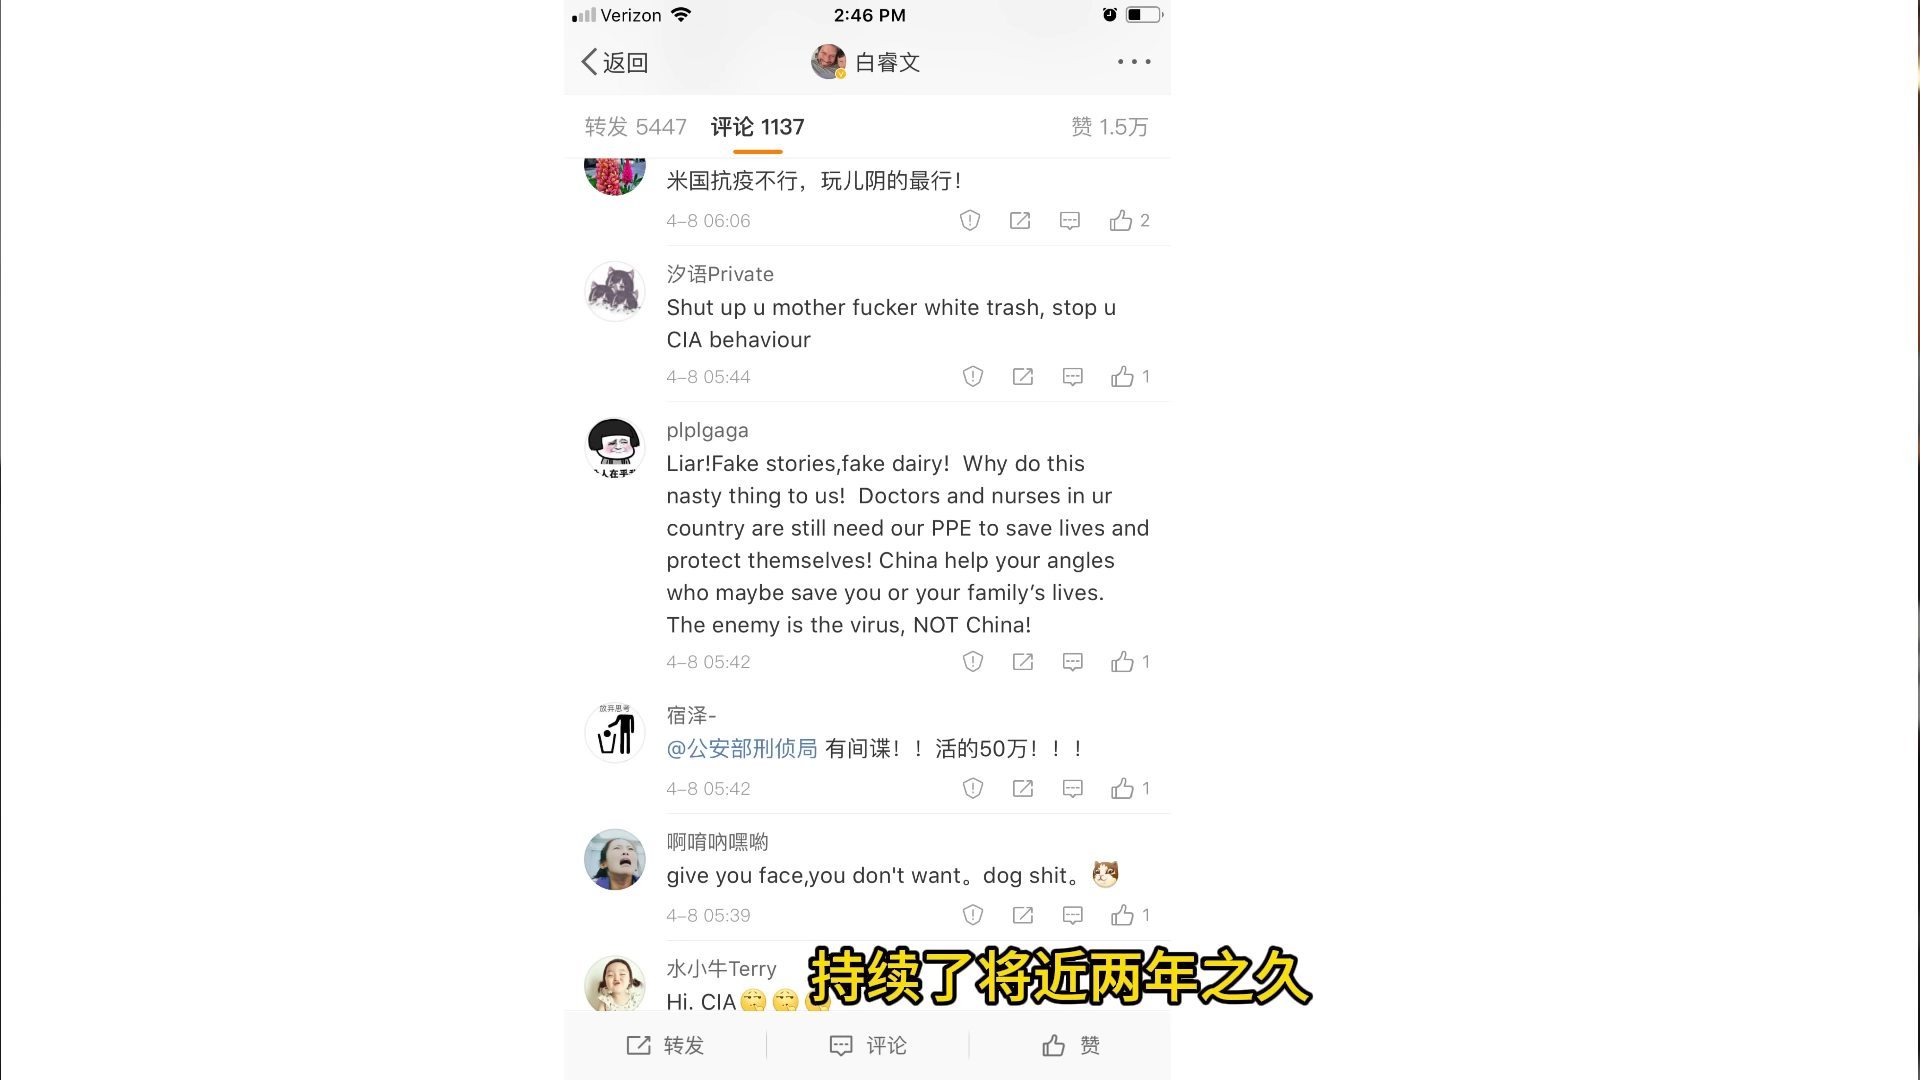 Verizon
2:46 PM
返回
白睿文
转发 5447
评论 1137
赞 1.5万
米国抗疫不行，玩儿阴的最行！
4-8 06:06
2
汐语Private
Shut up u mother fucker white trash, stop u
CIA behaviour
4-8 05:44
1
plplgaga
Liar!Fake stories,fake dairy!  Why do this
nasty thing to us!  Doctors and nurses in ur
country are still need our PPE to save lives and
protect themselves! China help your angles
who maybe save you or your family’s lives.
The enemy is the virus, NOT China!
4-8 05:42
1
放弃思考
宿泽-
@公安部刑侦局 有间谍！！活的50万！！！
4-8 05:42
1
啊唷吶嘿喲
give you face,you don't want。dog shit。
4-8 05:39
1
水小牛Terry
Hi. CIA
持续了将近两年之久
转发
评论
赞